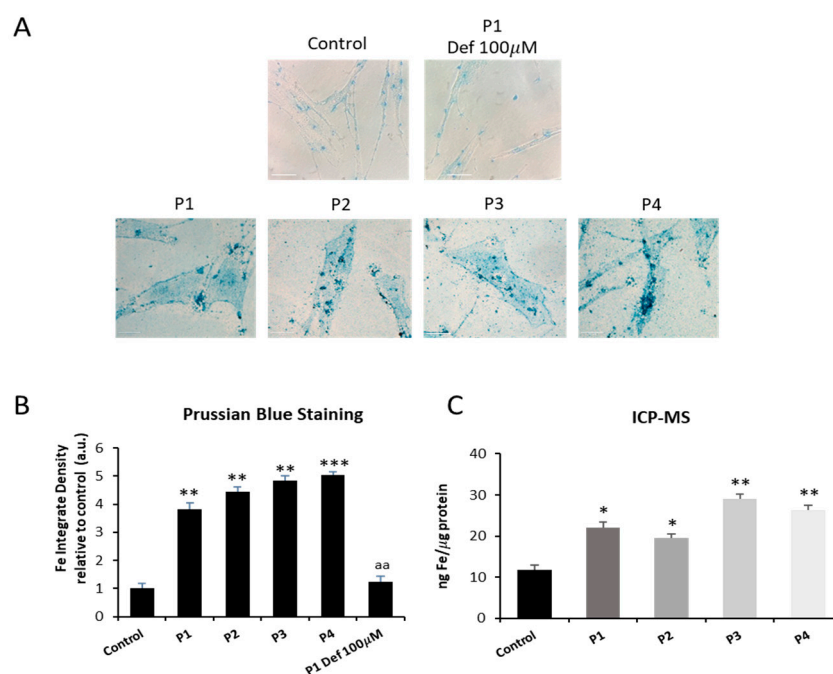 A
Control
P1
Def 100µM
P1
P2
P3
P4
B
Prussian Blue Staining
Fe Integrate Density
relative to control (a.u.)
6
5
4
3
2
1
0
**
**
**
***
aa
Control
P1
P2
P3
P4
P1 Def 100µM
C
ICP-MS
ng Fe/µg protein
40
30
20
10
0
*
*
**
**
Control
P1
P2
P3
P4